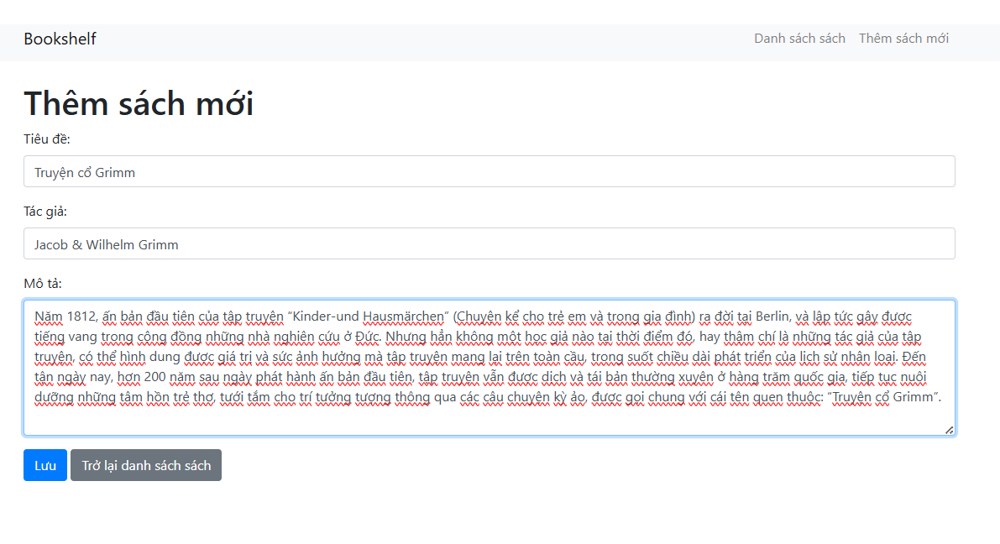 Bookshelf
Danh sách sách
Thêm sách mới
Thêm sách mới
Tiêu đề:
Truyện cổ Grimm
Tác giả:
Jacob & Wilhelm Grimm
Mô tả:
Năm 1812, ấn bản đầu tiên của tập truyện “Kinder-und Hausmärchen” (Chuyện kể cho trẻ em và trong gia đình) ra đời tại Berlin, và lập tức gây được
tiếng vang trong cộng đồng những nhà nghiên cứu ở Đức. Nhưng hẳn không một học giả nào tại thời điểm đó, hay thậm chí là những tác giả của tập
truyện, có thể hình dung được giá trị và sức ảnh hưởng mà tập truyện mang lại trên toàn cầu, trong suốt chiều dài phát triển của lịch sử nhân loại. Đến
tận ngày nay, hơn 200 năm sau ngày phát hành ấn bản đầu tiên, tập truyện vẫn được dịch và tái bản thường xuyên ở hàng trăm quốc gia, tiếp tục nuôi
dưỡng những tâm hồn trẻ thơ, tưới tắm cho trí tưởng tượng thông qua các câu chuyện kỳ ảo, được gọi chung với cái tên quen thuộc: “Truyện cổ Grimm”.
Lưu
Trở lại danh sách sách